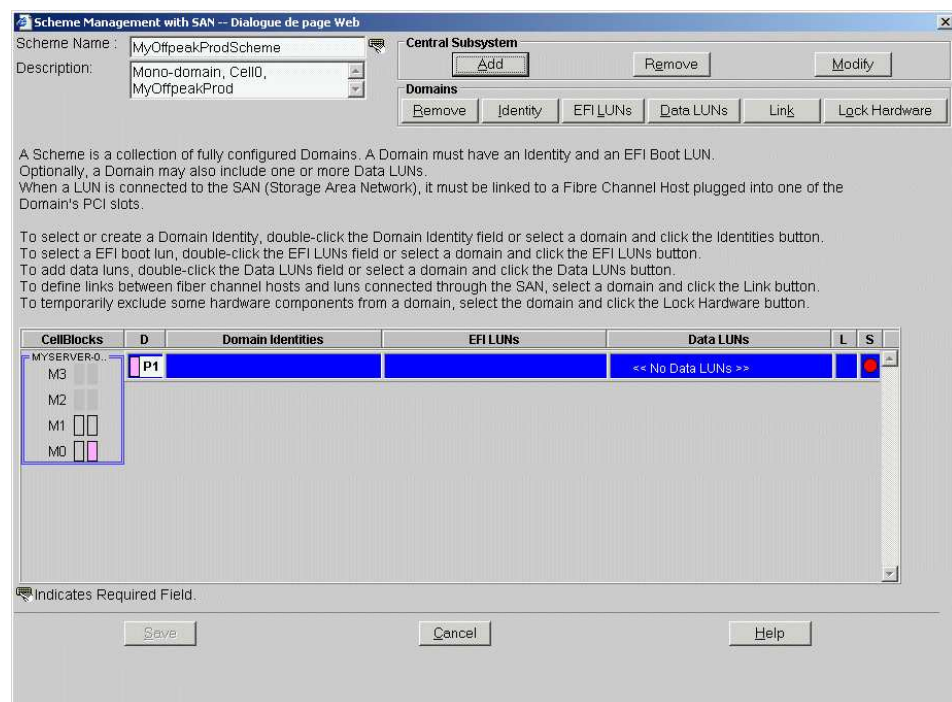 Scheme Management with SAN -- Dialogue de page Web
Scheme Name :
MyOffpeakProdScheme
Description:
Mono-domain, Cell0,
MyOffpeakProd
Central Subsystem
Add
Remove
Modify
Domains
Remove
Identity
EFI LUNs
Data LUNs
Link
Lock Hardware
A Scheme is a collection of fully configured Domains. A Domain must have an Identity and an EFI Boot LUN.
Optionally, a Domain may also include one or more Data LUNs.
When a LUN is connected to the SAN (Storage Area Network), it must be linked to a Fibre Channel Host plugged into one of the
Domain's PCI slots.
To select or create a Domain Identity, double-click the Domain Identity field or select a domain and click the Identities button.
To select a EFI boot lun, double-click the EFI LUNs field or select a domain and click the EFI LUNs button.
To add data luns, double-click the Data LUNs field or select a domain and click the Data LUNs button.
To define links between fiber channel hosts and luns connected through the SAN, select a domain and click the Link button.
To temporarily exclude some hardware components from a domain, select the domain and click the Lock Hardware button.
CellBlocks
D
Domain Identities
EFI LUNs
Data LUNs
L
S
MYSERVER-0..
P1
<< No Data LUNs >>
M3
M2
M1
M0
Indicates Required Field.
Save
Cancel
Help